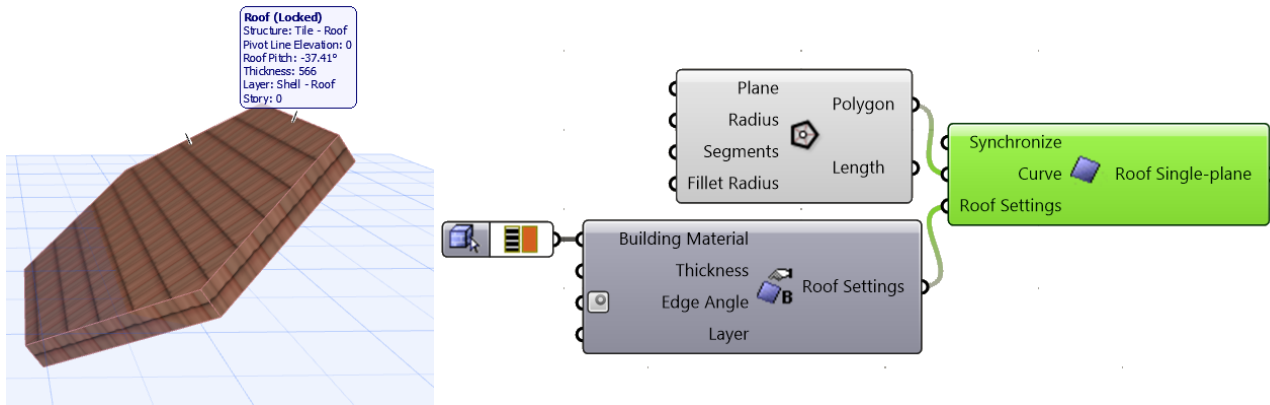 Roof (Locked)
Structure: Tile - Roof
Pivot Line Elevation: 0
Roof Pitch: -37.41°
Thickness: 566
Layer: Shell - Roof
Story: 0
Plane
Radius
Segments
Fillet Radius
Polygon
Length
Synchronize
Curve
Roof Settings
Roof Single-plane
Building Material
Thickness
Edge Angle
Layer
B
Roof Settings